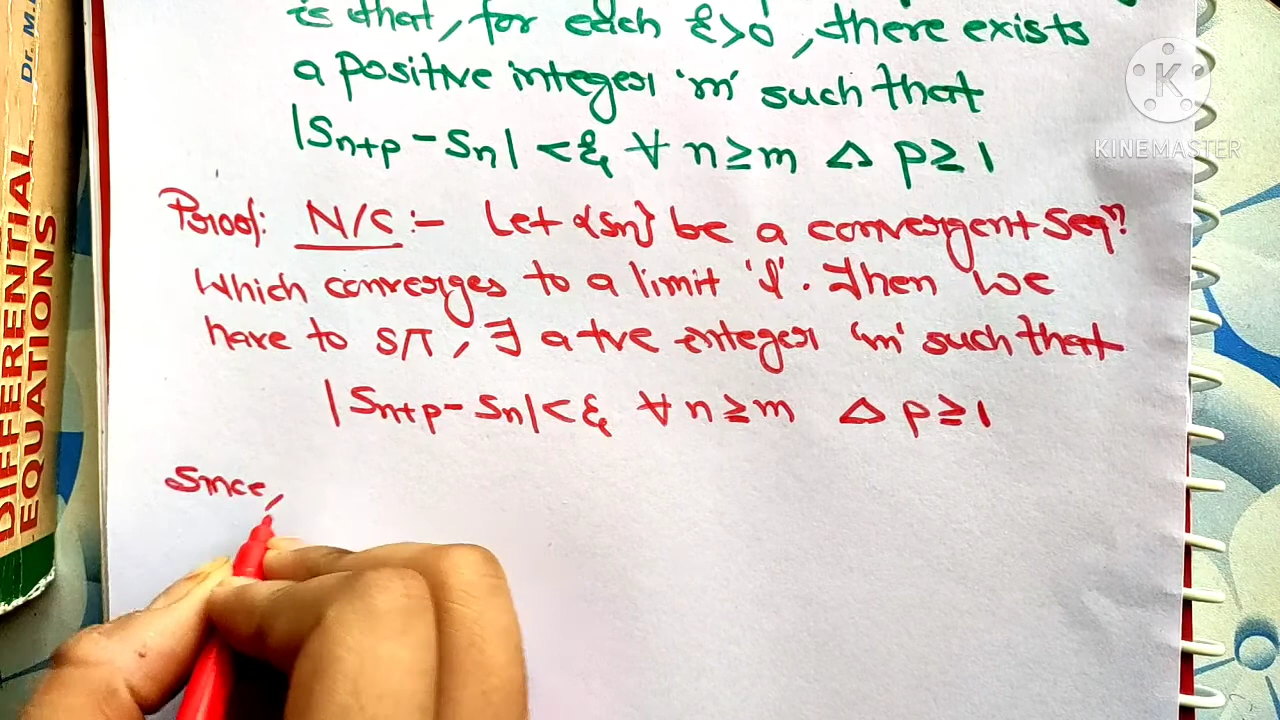 is that, for each ε>0, there exists
a positive integer 'm' such that
|Sn+p - Sn| < ε ∀ n ≥ m & p ≥ 1
Proof: N/C :- Let {Sn} be a convergent seqⁿ.
Which converges to a limit 'l'. Then we
have to S/T, ∃ a +ve integer 'm' such that
|Sn+p - Sn| < ε ∀ n ≥ m & p ≥ 1
Since,
DIFFERENTIAL
EQUATIONS
Dr. M.
K
KINEMASTER